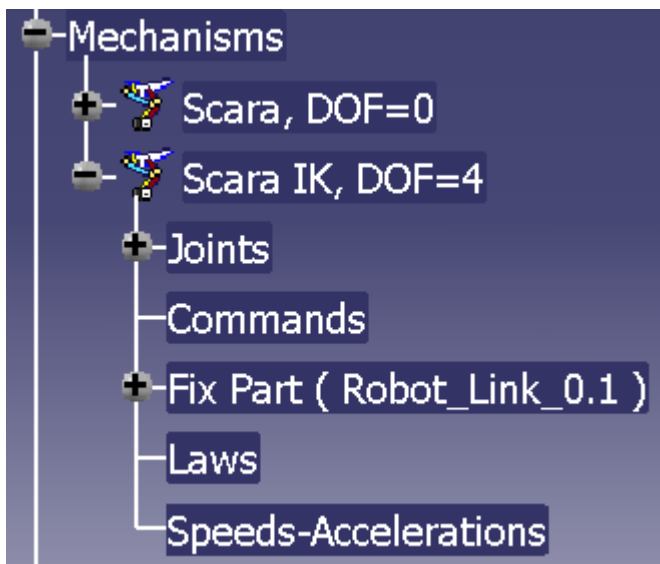 Mechanisms
Scara, DOF=0
Scara IK, DOF=4
Joints
Commands
Fix Part ( Robot_Link_0.1 )
Laws
Speeds-Accelerations